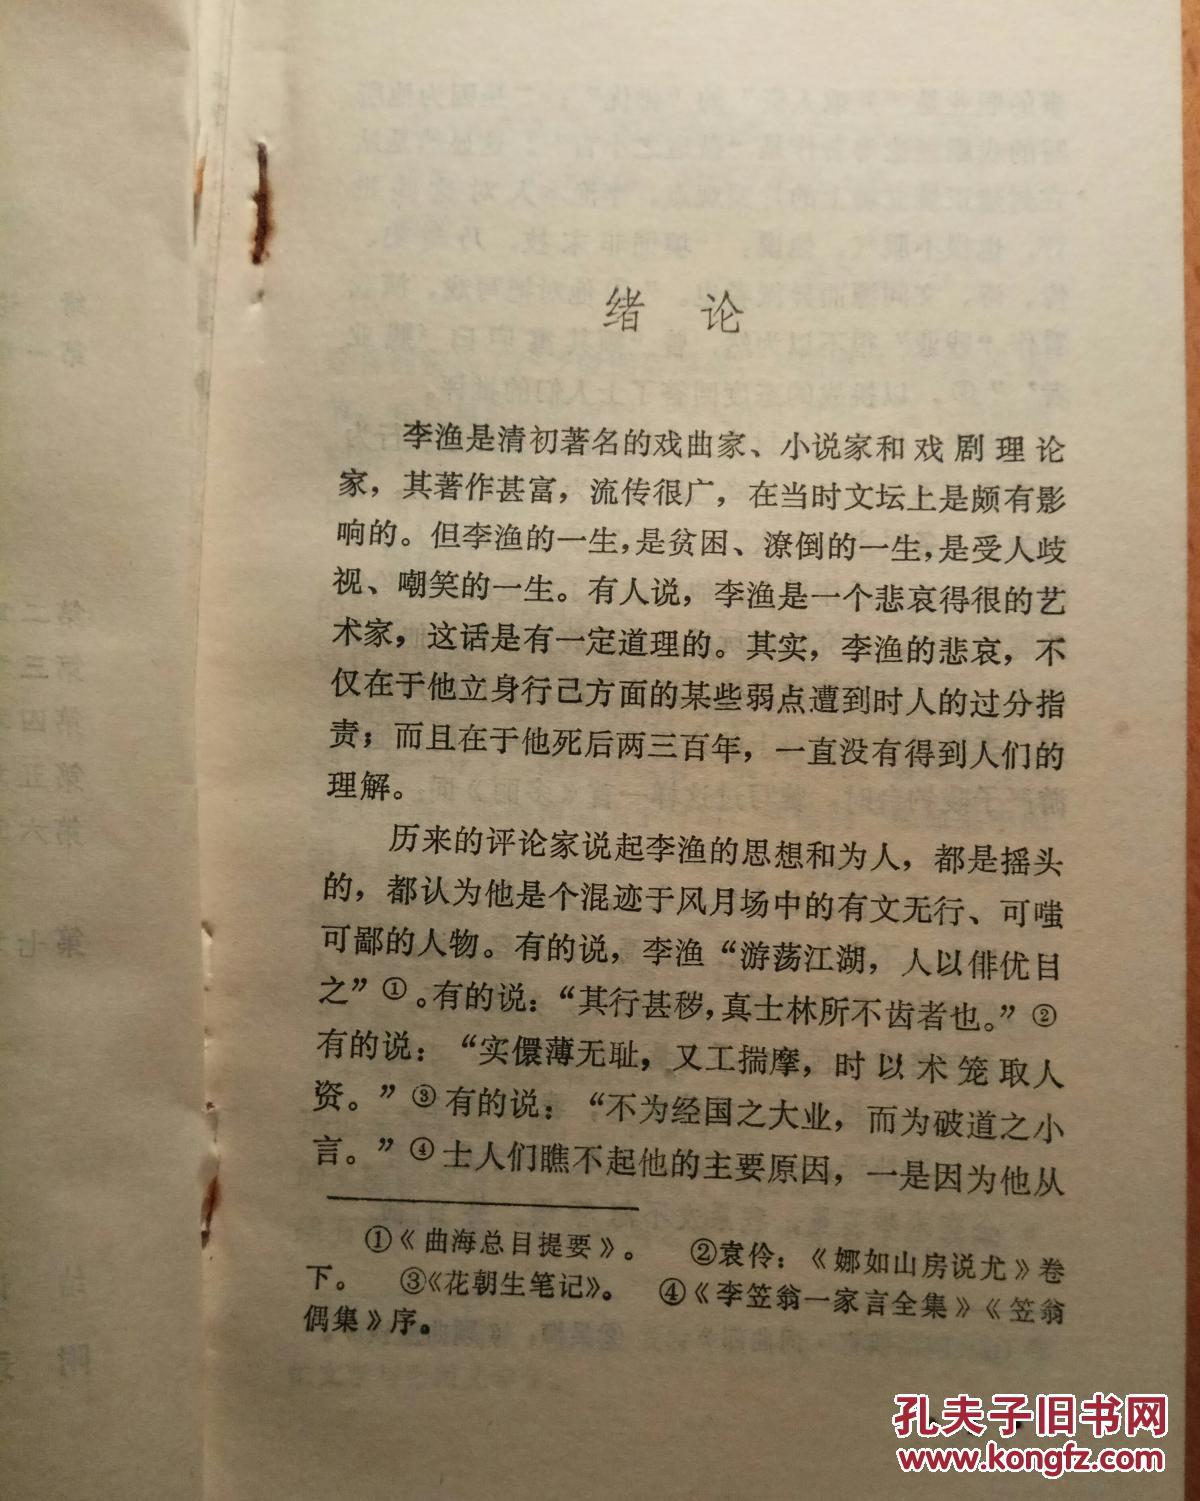 绪 论
李渔是清初著名的戏曲家、小说家和戏剧理论
家，其著作甚富，流传很广，在当时文坛上是颇有影
响的。但李渔的一生，是贫困、潦倒的一生，是受人歧
视、嘲笑的一生。有人说，李渔是一个悲哀得很的艺
术家，这话是有一定道理的。其实，李渔的悲哀，不
仅在于他立身行己方面的某些弱点遭到时人的过分指
责；而且在于他死后两三百年，一直没有得到人们的
理解。
历来的评论家说起李渔的思想和为人，都是摇头
的，都认为他是个混迹于风月场中的有文无行、可嗤
可鄙的人物。有的说，李渔“游荡江湖，人以俳优目
之”①。有的说：“其行甚秽，真士林所不齿者也。”②
有的说：“实儇薄无耻，又工揣摩，时以术笼取人
资。”③有的说：“不为经国之大业，而为破道之小
言。”④士人们瞧不起他的主要原因，一是因为他从
①《曲海总目提要》。 ②袁伶：《娜如山房说尤》卷
下。 ③《花朝生笔记》。 ④《李笠翁一家言全集》《笠翁
偶集》序。
孔夫子旧书网
www.kongfz.com